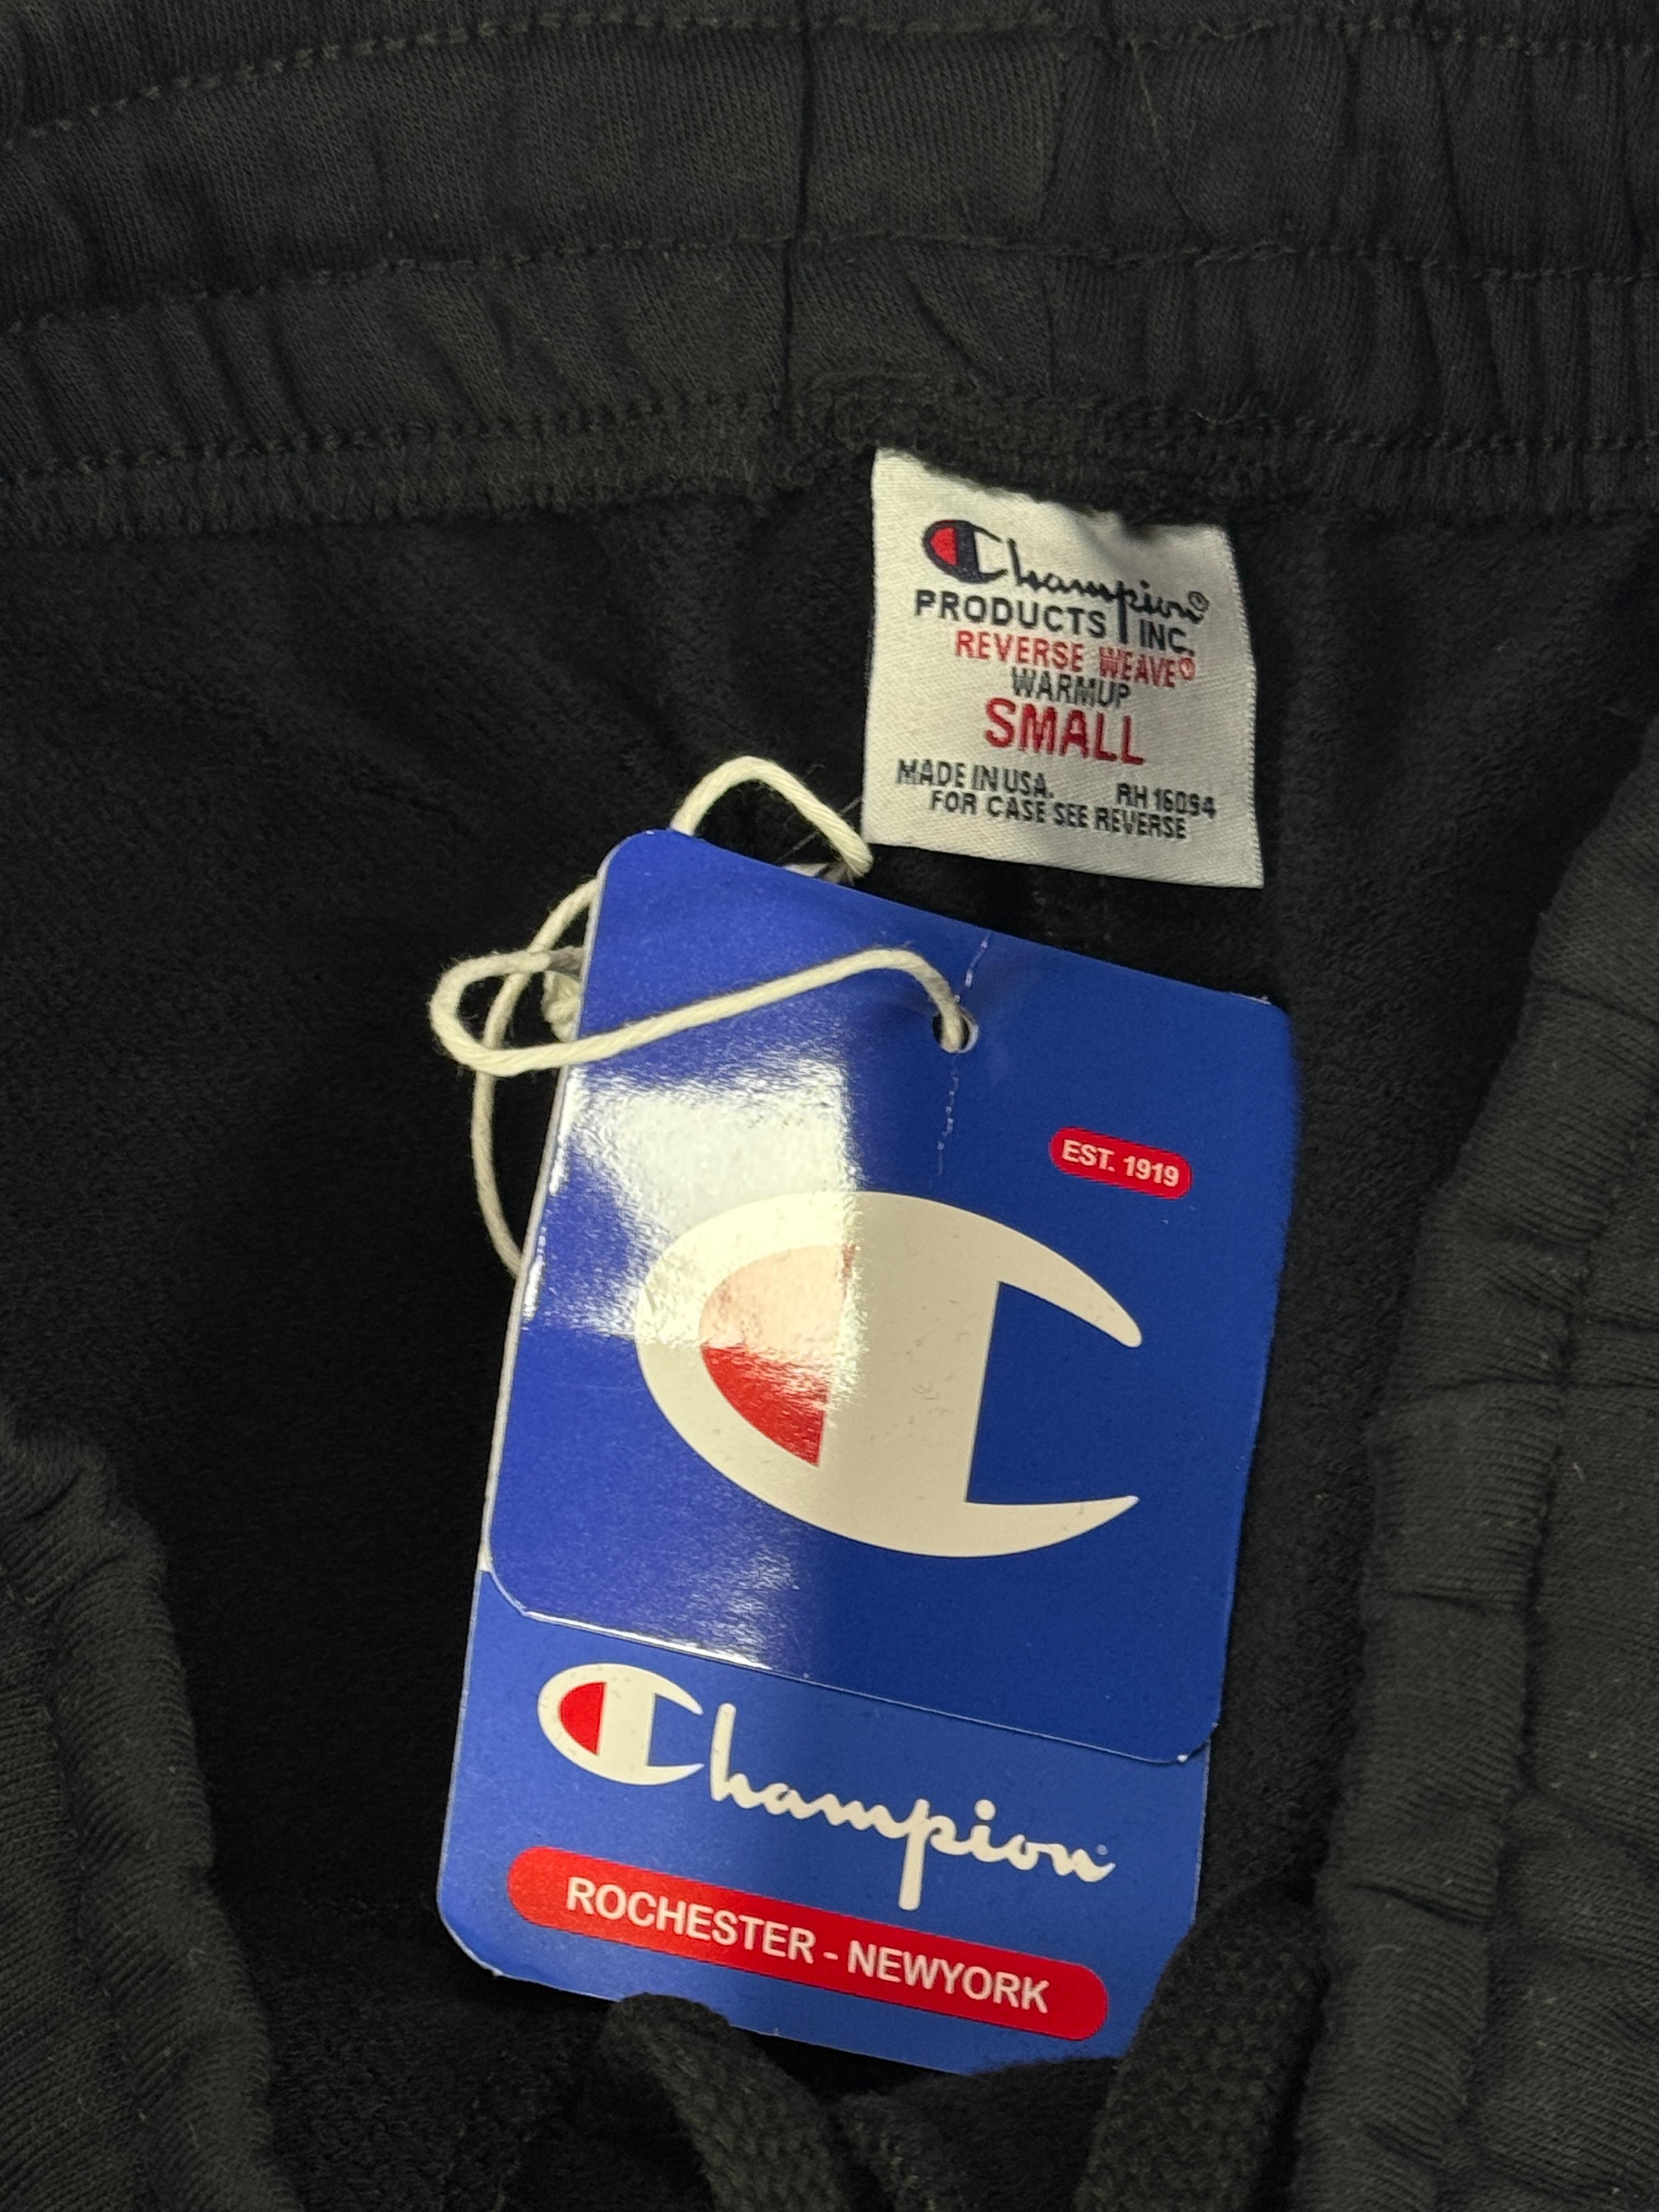 Champion®
PRODUCTS INC.
REVERSE WEAVE®
WARMUP
SMALL
MADE IN USA. RH 16094
FOR CASE SEE REVERSE
EST. 1919
Champion
ROCHESTER - NEWYORK